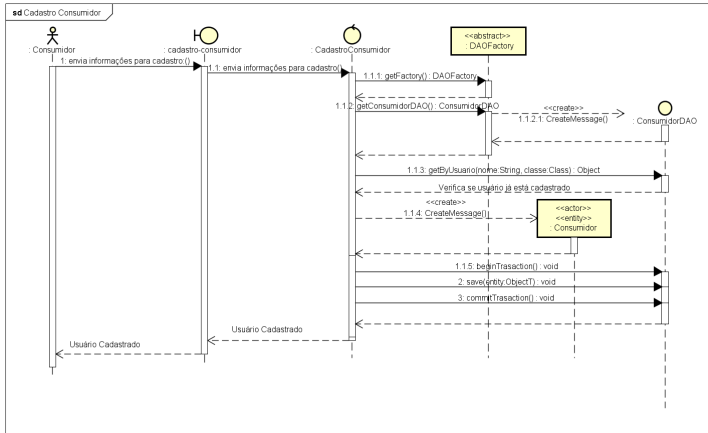 sd Cadastro Consumidor
: Consumidor
: cadastro-consumidor
: CadastroConsumidor
<<abstract>>
: DAOFactory
1: envia informações para cadastro:()
1.1: envia informações para cadastro()
1.1.1: getFactory() : DAOFactory
1.1.2: getConsumidorDAO() : ConsumidorDAO
<<create>>
1.1.2.1: CreateMessage()
: ConsumidorDAO
1.1.3: getByUsuario(nome:String, classe:Class) : Object
Verifica se usuário já está cadastrado
<<create>>
1.1.4: CreateMessage()
<<actor>>
<<entity>>
: Consumidor
1.1.5: beginTrasaction() : void
2: save(entity:ObjectT) : void
3: commitTrasaction() : void
Usuário Cadastrado
Usuário Cadastrado